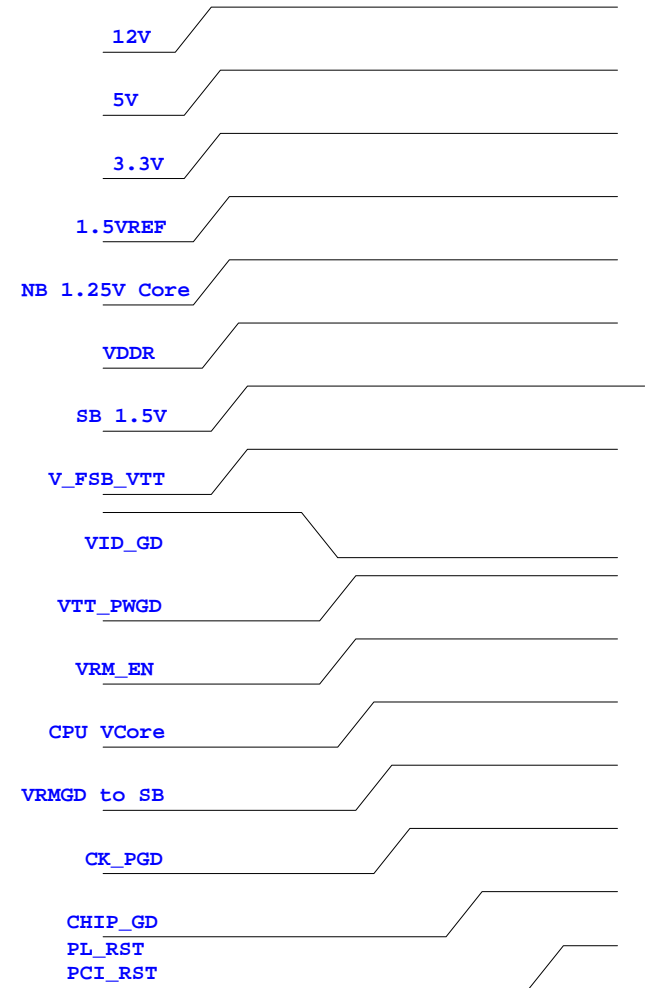 12V
5V
3.3V
1.5VREF
NB 1.25V Core
VDDR
SB 1.5V
V_FSB_VTT
VID_GD
VTT_PWGD
VRM_EN
CPU VCore
VRMGD to SB
CK_PGD
CHIP_GD
PL_RST
PCI_RST